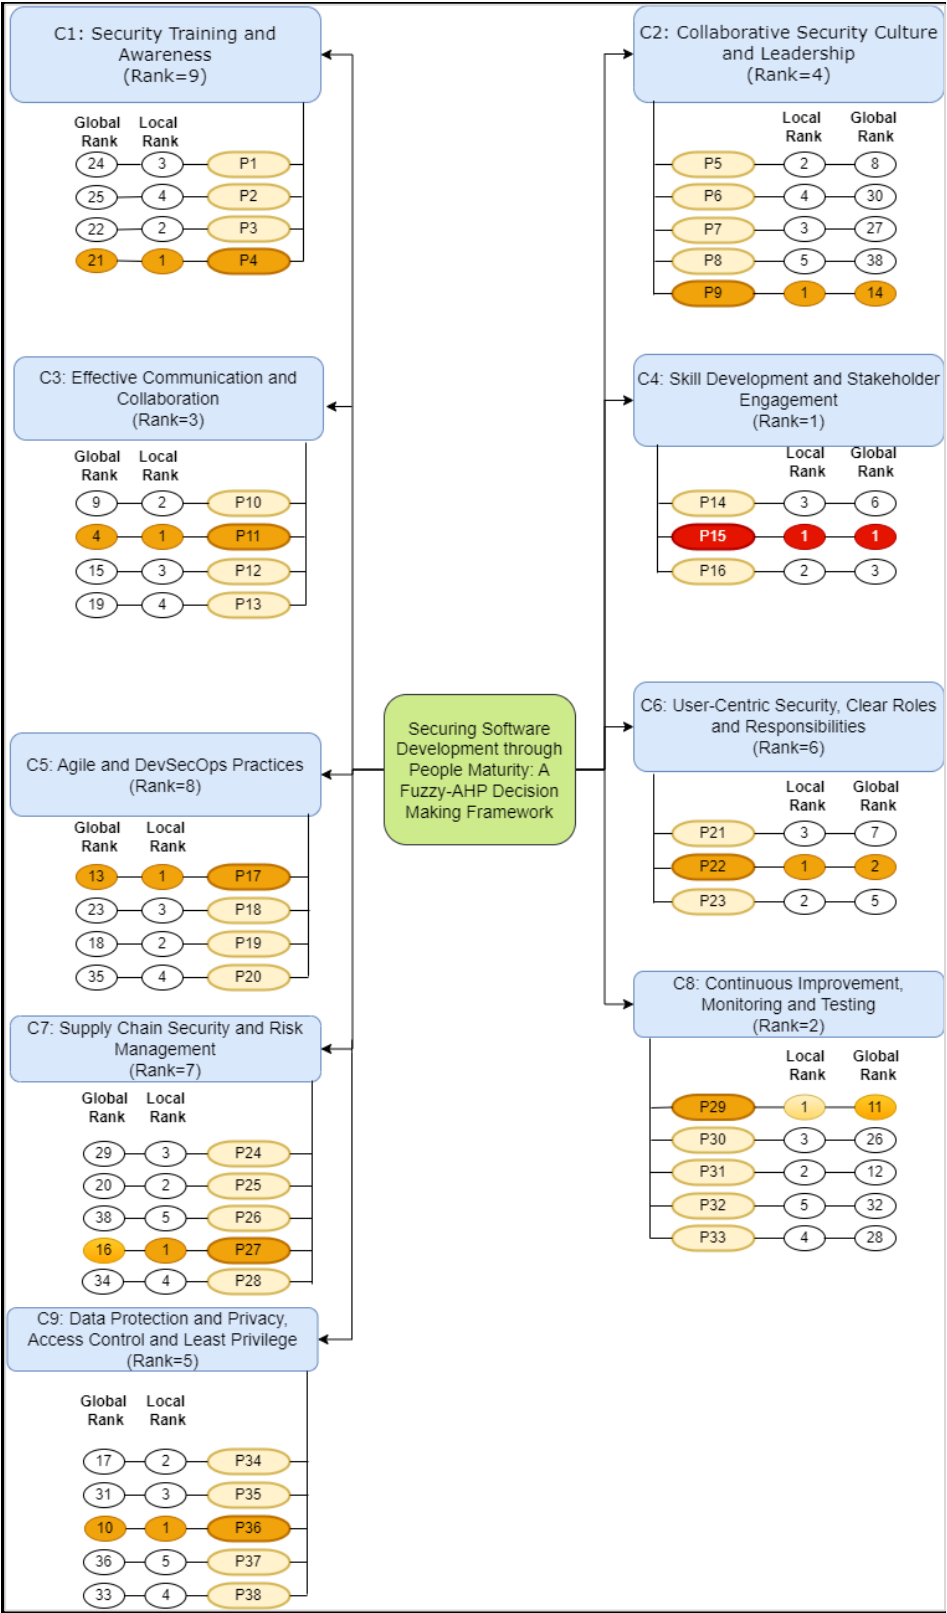 C1: Security Training and
Awareness
(Rank=9)
Global Local
Rank Rank
24 3 P1
25 4 P2
22 2 P3
21 1 P4
C2: Collaborative Security Culture
and Leadership
(Rank=4)
Local Global
Rank Rank
P5 2 8
P6 4 30
P7 3 27
P8 5 38
P9 1 14
C3: Effective Communication and
Collaboration
(Rank=3)
Global Local
Rank Rank
9 2 P10
4 1 P11
15 3 P12
19 4 P13
C4: Skill Development and Stakeholder
Engagement
(Rank=1)
Local Global
Rank Rank
P14 3 6
P15 1 1
P16 2 3
Securing Software
Development through
People Maturity: A
Fuzzy-AHP Decision
Making Framework
C5: Agile and DevSecOps Practices
(Rank=8)
Global Local
Rank Rank
13 1 P17
23 3 P18
18 2 P19
35 4 P20
C6: User-Centric Security, Clear Roles
and Responsibilities
(Rank=6)
Local Global
Rank Rank
P21 3 7
P22 1 2
P23 2 5
C7: Supply Chain Security and Risk
Management
(Rank=7)
Global Local
Rank Rank
29 3 P24
20 2 P25
38 5 P26
16 1 P27
34 4 P28
C8: Continuous Improvement,
Monitoring and Testing
(Rank=2)
Local Global
Rank Rank
P29 1 11
P30 3 26
P31 2 12
P32 5 32
P33 4 28
C9: Data Protection and Privacy,
Access Control and Least Privilege
(Rank=5)
Global Local
Rank Rank
17 2 P34
31 3 P35
10 1 P36
36 5 P37
33 4 P38